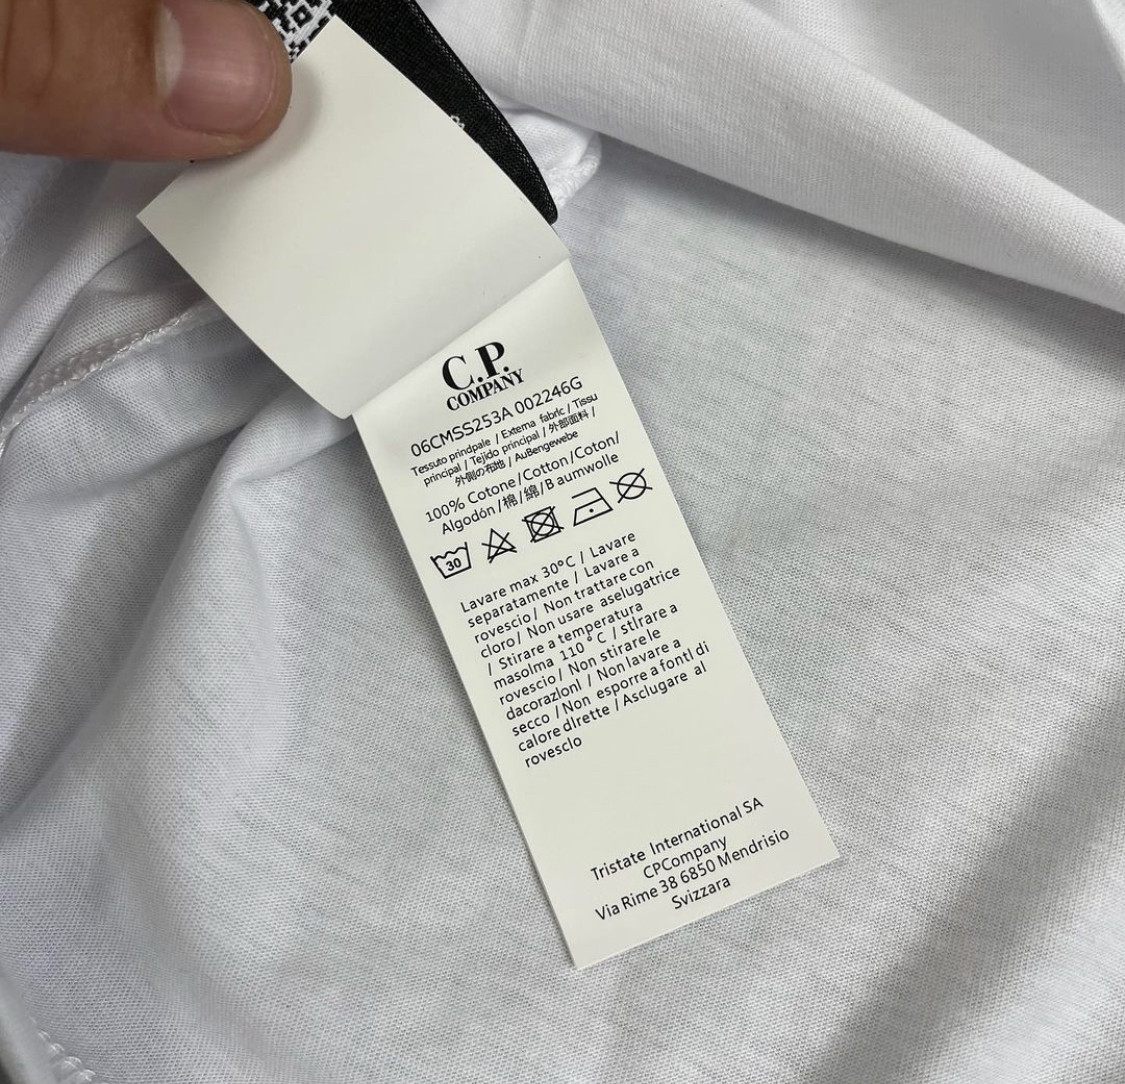 C.P.
COMPANY
06CMSS253A 002246G
Tessuto prindpale / Extema fabric / Tissu
principal / Tejido principal / 外部面料 /
外側の布地 / AuBengewebe
100% Cotone/Cotton/Coton/
Algodón/棉/綿/B aumwolle
30
Lavare max 30°C / Lavare
separatamente / Lavare a
rovescio/ Non trattare con
cloro/ Non usare aselugatrice
/ Stirare a temperatura
masolma 110°C / stlrare a
rovescio/ Non stirare le
dacorazlonl / Non lavare a
secco /Non esporre a fontl di
calore dlrette / Asclugare al
rovesclo
Tristate International SA
CPCompany
Via Rime 38 6850 Mendrisio
Svizzara